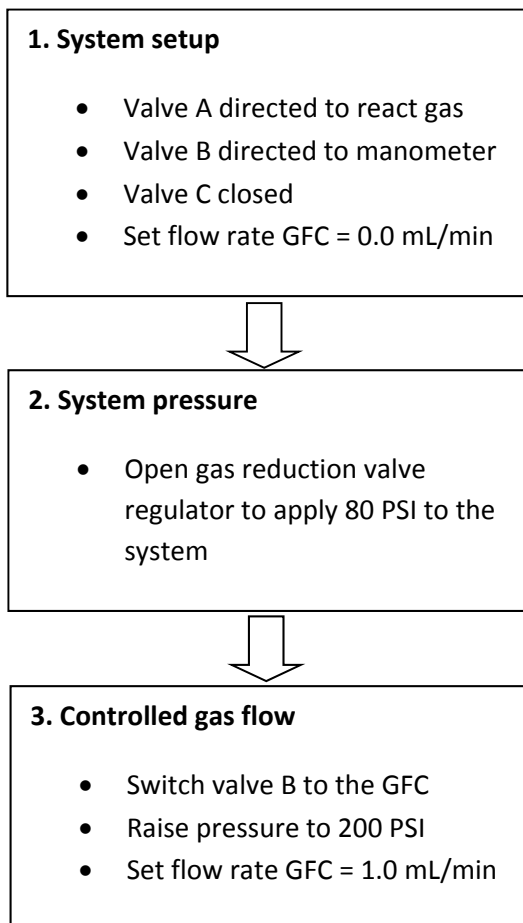 1. System setup
• Valve A directed to react gas
• Valve B directed to manometer
• Valve C closed
• Set flow rate GFC = 0.0 mL/min
2. System pressure
• Open gas reduction valve
regulator to apply 80 PSI to the
system
3. Controlled gas flow
• Switch valve B to the GFC
• Raise pressure to 200 PSI
• Set flow rate GFC = 1.0 mL/min